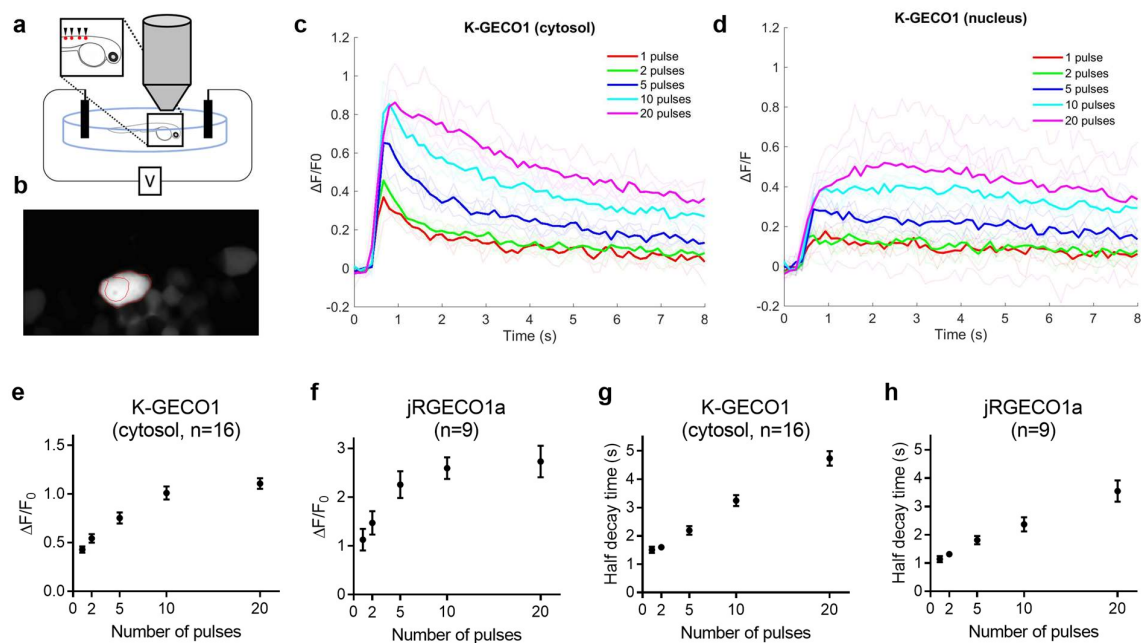 a
V
b
c
K-GECO1 (cytosol)
1 pulse
2 pulses
5 pulses
10 pulses
20 pulses
1.2
1
0.8
0.6
0.4
0.2
0
-0.2
ΔF/F0
0 1 2 3 4 5 6 7 8
Time (s)
d
K-GECO1 (nucleus)
1 pulse
2 pulses
5 pulses
10 pulses
20 pulses
1.2
1
0.8
0.6
0.4
0.2
0
-0.2
ΔF/F
0 1 2 3 4 5 6 7 8
Time (s)
e
K-GECO1
(cytosol, n=16)
1.5
1.0
0.5
0.0
ΔF/F0
0 2 5 10 20
Number of pulses
f
jRGECO1a
(n=9)
3
2
1
0
ΔF/F0
0 2 5 10 20
Number of pulses
g
K-GECO1
(cytosol, n=16)
5
4
3
2
1
0
Half decay time (s)
0 2 5 10 20
Number of pulses
h
jRGECO1a
(n=9)
5
4
3
2
1
0
Half decay time (s)
0 2 5 10 20
Number of pulses